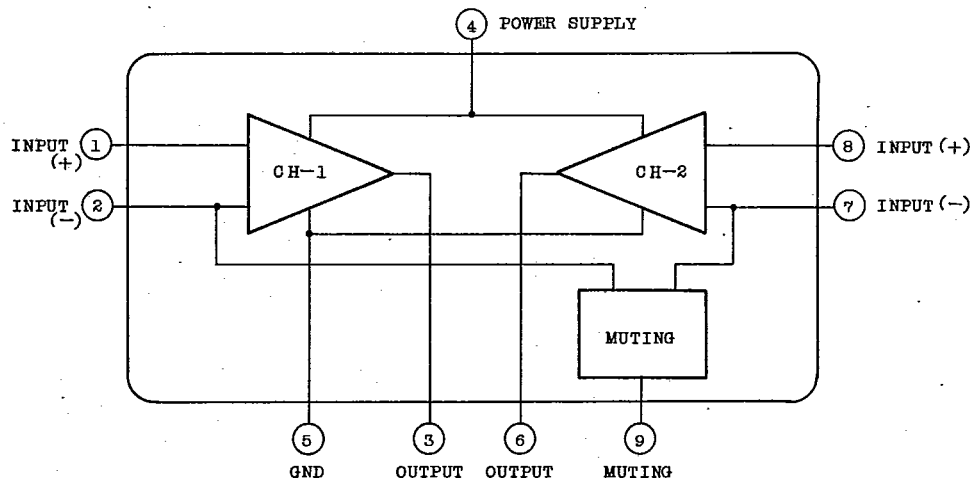 4 POWER SUPPLY
INPUT 1
(+)
INPUT 2
(-)
CH-1
CH-2
8 INPUT (+)
7 INPUT (-)
MUTING
5
GND
3
OUTPUT
6
OUTPUT
9
MUTING